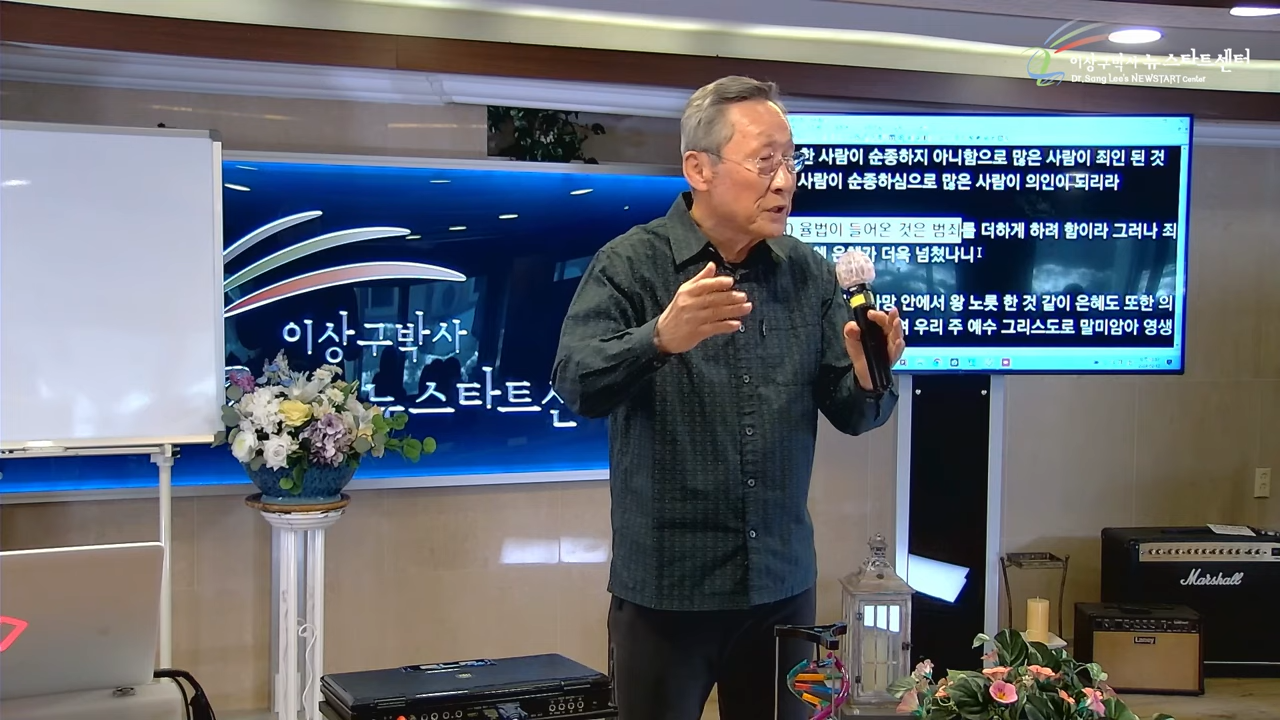 이상구박사 뉴스타트센터
Dr. Sang Lee's NEWSTART Center
한 사람이 순종하지 아니함으로 많은 사람이 죄인 된 것
사람이 순종하심으로 많은 사람이 의인이 되리라
율법이 들어온 것은 범죄를 더하게 하려 함이라 그러나 죄
에 은혜가 더욱 넘쳤나니
사망 안에서 왕 노릇 한 것 같이 은혜도 또한 의
우리 주 예수 그리스도로 말미암아 영생
이상구박사
뉴스타트센
Marshall
Laney